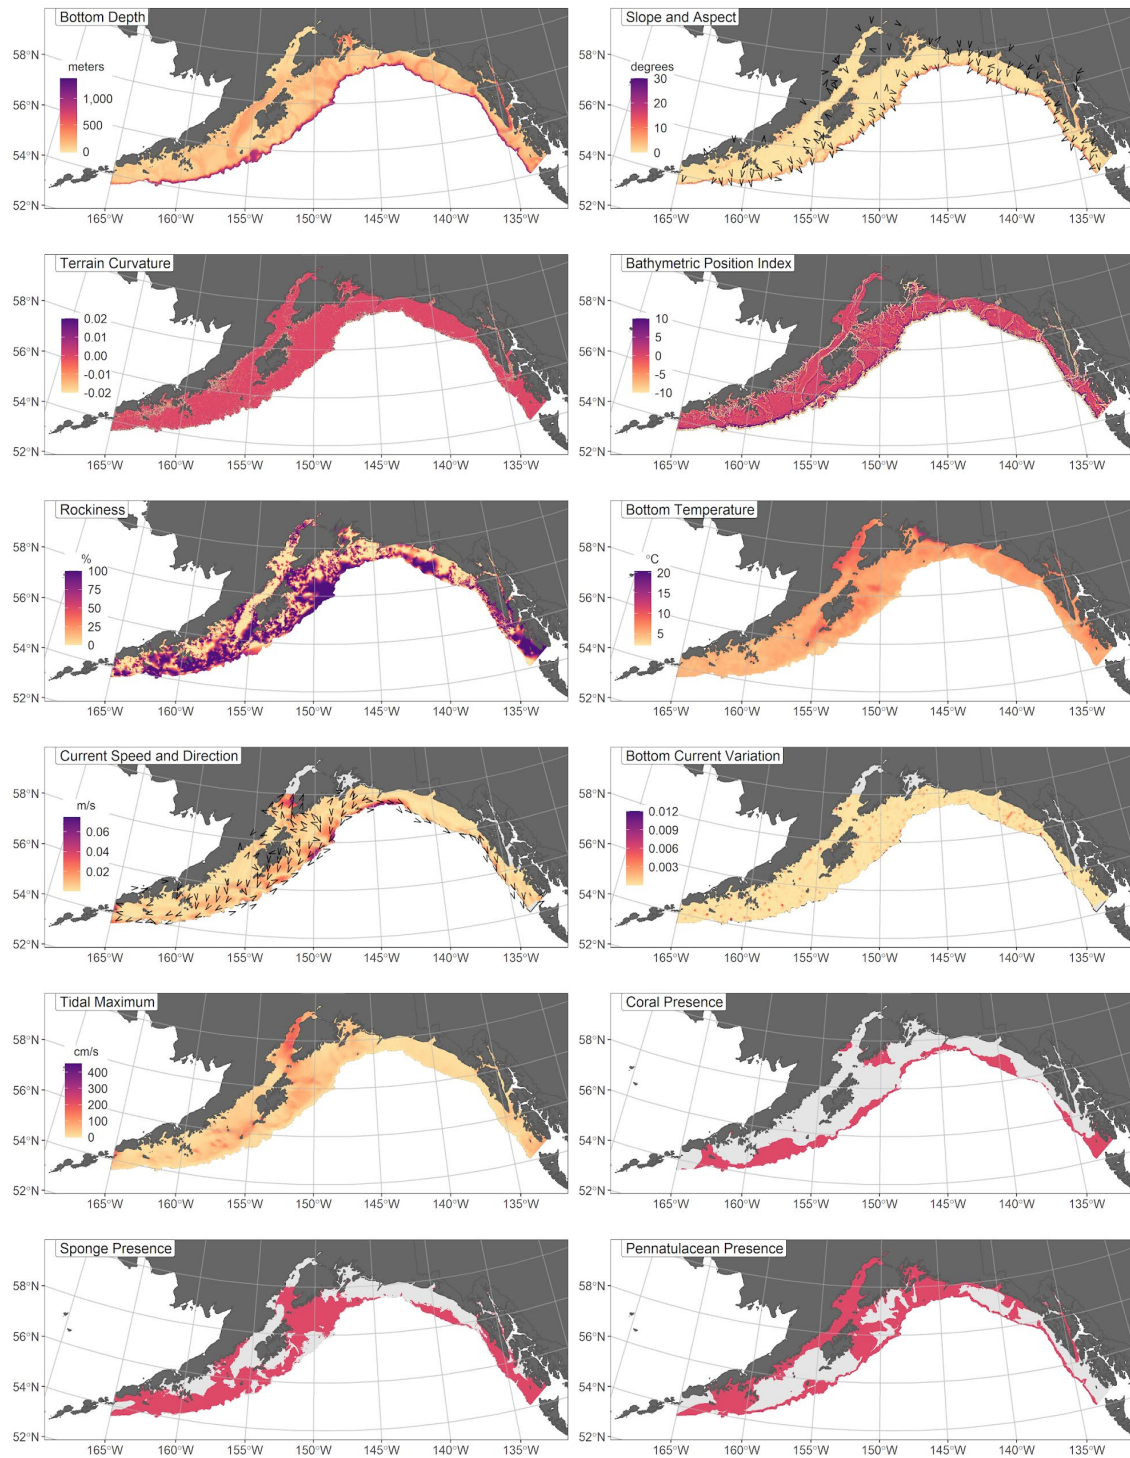 Bottom Depth
meters
1,000
500
0
58°N
56°N
54°N
52°N
165°W 160°W 155°W 150°W 145°W 140°W 135°W
Slope and Aspect
degrees
30
20
10
0
58°N
56°N
54°N
52°N
165°W 160°W 155°W 150°W 145°W 140°W 135°W
Terrain Curvature
0.02
0.01
0.00
-0.01
-0.02
58°N
56°N
54°N
52°N
165°W 160°W 155°W 150°W 145°W 140°W 135°W
Bathymetric Position Index
10
5
0
-5
-10
58°N
56°N
54°N
52°N
165°W 160°W 155°W 150°W 145°W 140°W 135°W
Rockiness
%
100
75
50
25
0
58°N
56°N
54°N
52°N
165°W 160°W 155°W 150°W 145°W 140°W 135°W
Bottom Temperature
°C
20
15
10
5
58°N
56°N
54°N
52°N
165°W 160°W 155°W 150°W 145°W 140°W 135°W
Current Speed and Direction
m/s
0.06
0.04
0.02
58°N
56°N
54°N
52°N
165°W 160°W 155°W 150°W 145°W 140°W 135°W
Bottom Current Variation
0.012
0.009
0.006
0.003
58°N
56°N
54°N
52°N
165°W 160°W 155°W 150°W 145°W 140°W 135°W
Tidal Maximum
cm/s
400
300
200
100
0
58°N
56°N
54°N
52°N
165°W 160°W 155°W 150°W 145°W 140°W 135°W
Coral Presence
58°N
56°N
54°N
52°N
165°W 160°W 155°W 150°W 145°W 140°W 135°W
Sponge Presence
58°N
56°N
54°N
52°N
165°W 160°W 155°W 150°W 145°W 140°W 135°W
Pennatulacean Presence
58°N
56°N
54°N
52°N
165°W 160°W 155°W 150°W 145°W 140°W 135°W